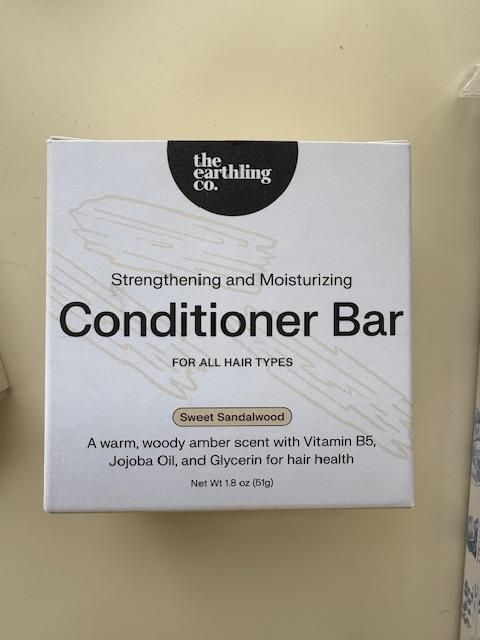 the
earthling
co.
Strengthening and Moisturizing
Conditioner Bar
FOR ALL HAIR TYPES
Sweet Sandalwood
A warm, woody amber scent with Vitamin B5,
Jojoba Oil, and Glycerin for hair health
Net Wt 1.8 oz (51g)